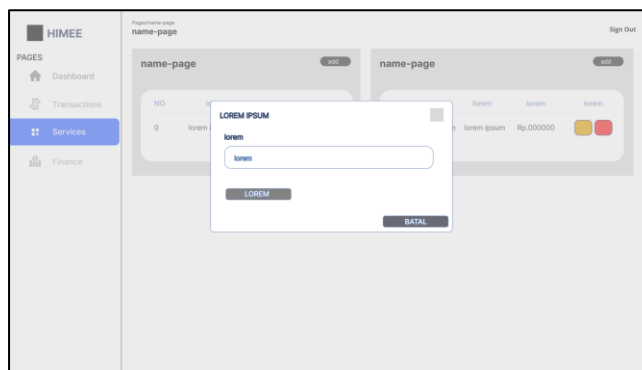 HIMEE
PAGES
Dashboard
Transactions
Services
Finance
Pages/name-page
name-page
Sign Out
name-page
add
name-page
add
NO
lorem
lorem
lorem
0
lorem
lorem ipsum
Rp.000000
LOREM IPSUM
lorem
lorem
LOREM
BATAL